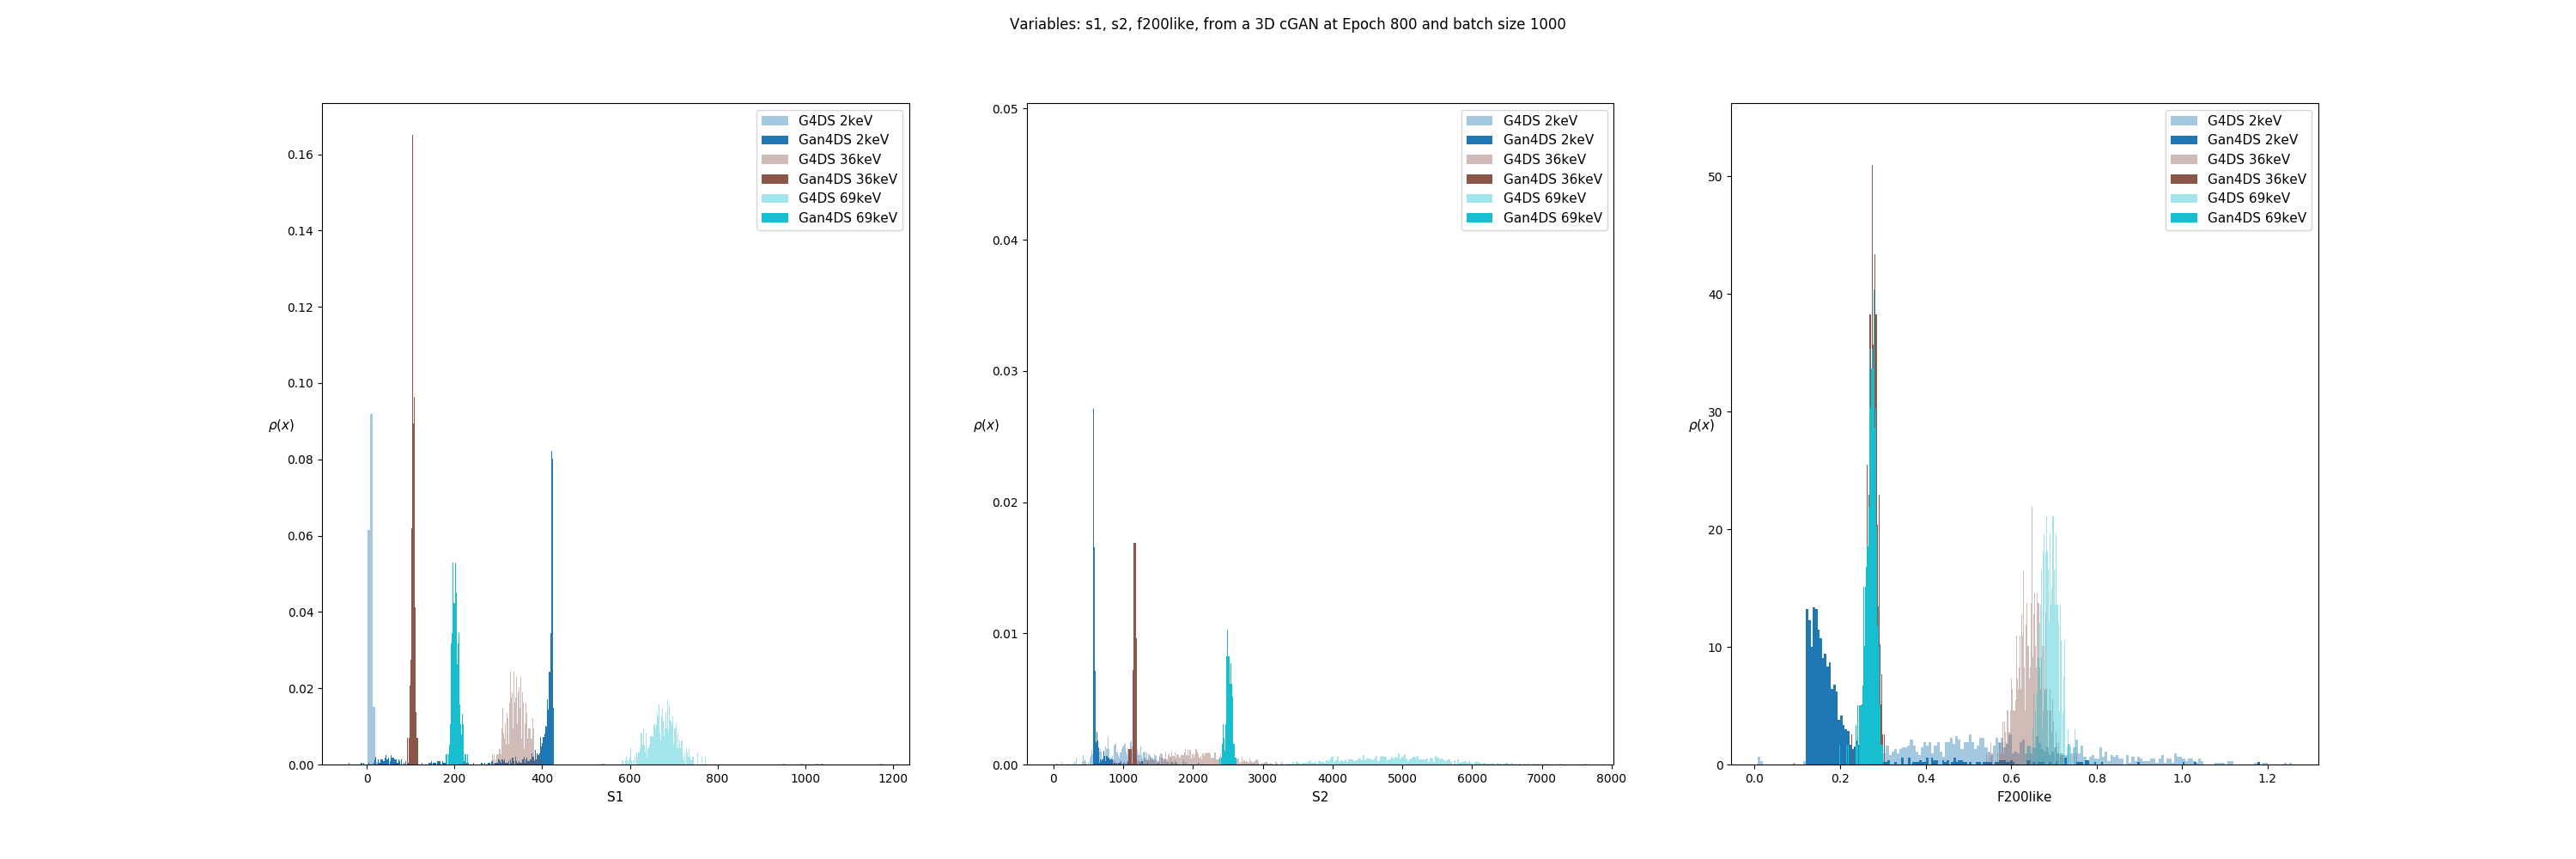 Variables: s1, s2, f200like, from a 3D cGAN at Epoch 800 and batch size 1000
G4DS 2keV
Gan4DS 2keV
G4DS 36keV
Gan4DS 36keV
G4DS 69keV
Gan4DS 69keV
0.16
0.14
0.12
0.10
0.08
0.06
0.04
0.02
0.00
ρ(x)
0 200 400 600 800 1000 1200
S1
G4DS 2keV
Gan4DS 2keV
G4DS 36keV
Gan4DS 36keV
G4DS 69keV
Gan4DS 69keV
0.05
0.04
0.03
0.02
0.01
0.00
ρ(x)
0 1000 2000 3000 4000 5000 6000 7000 8000
S2
G4DS 2keV
Gan4DS 2keV
G4DS 36keV
Gan4DS 36keV
G4DS 69keV
Gan4DS 69keV
50
40
30
20
10
0
ρ(x)
0.0 0.2 0.4 0.6 0.8 1.0 1.2
F200like